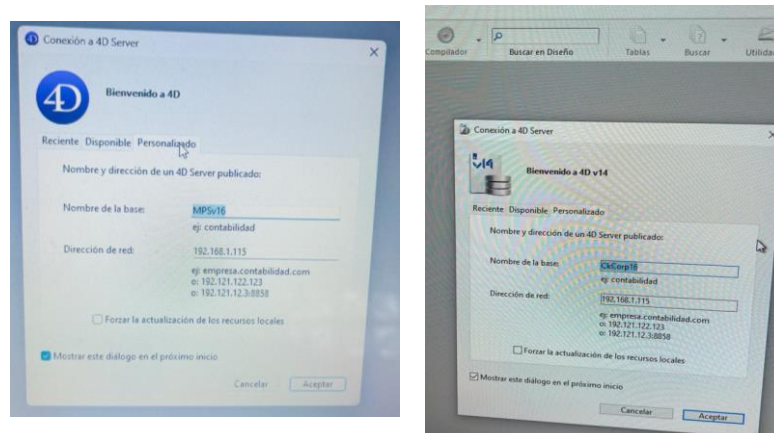 Conexión a 4D Server
4D
Bienvenido a 4D
Reciente Disponible Personalizado
Nombre y dirección de un 4D Server publicado:
Nombre de la base: MPSv16
ej: contabilidad
Dirección de red: 192.168.1.115
ej: empresa.contabilidad.com
o: 192.121.122.123
o: 192.121.12.3:8858
Forzar la actualización de los recursos locales
Mostrar este diálogo en el próximo inicio
Cancelar Aceptar
Compilador Buscar en Diseño Tablas Buscar
Conexión a 4D Server
v14
Bienvenido a 4D v14
Reciente Disponible Personalizado
Nombre y dirección de un 4D Server publicado:
Nombre de la base: CkCorp16
ej: contabilidad
Dirección de red: 192.168.1.115
ej: empresa.contabilidad.com
o: 192.121.122.123
o: 192.121.12.3:8858
Forzar la actualización de los recursos locales
Mostrar este diálogo en el próximo inicio
Cancelar Aceptar